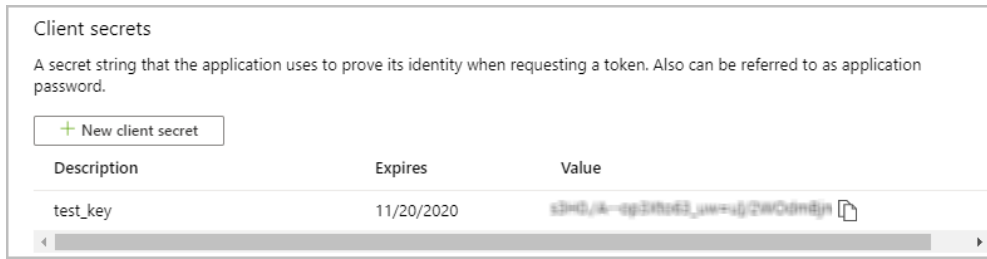 Client secrets
A secret string that the application uses to prove its identity when requesting a token. Also can be referred to as application
password.
+ New client secret
Description Expires Value
test_key 11/20/2020